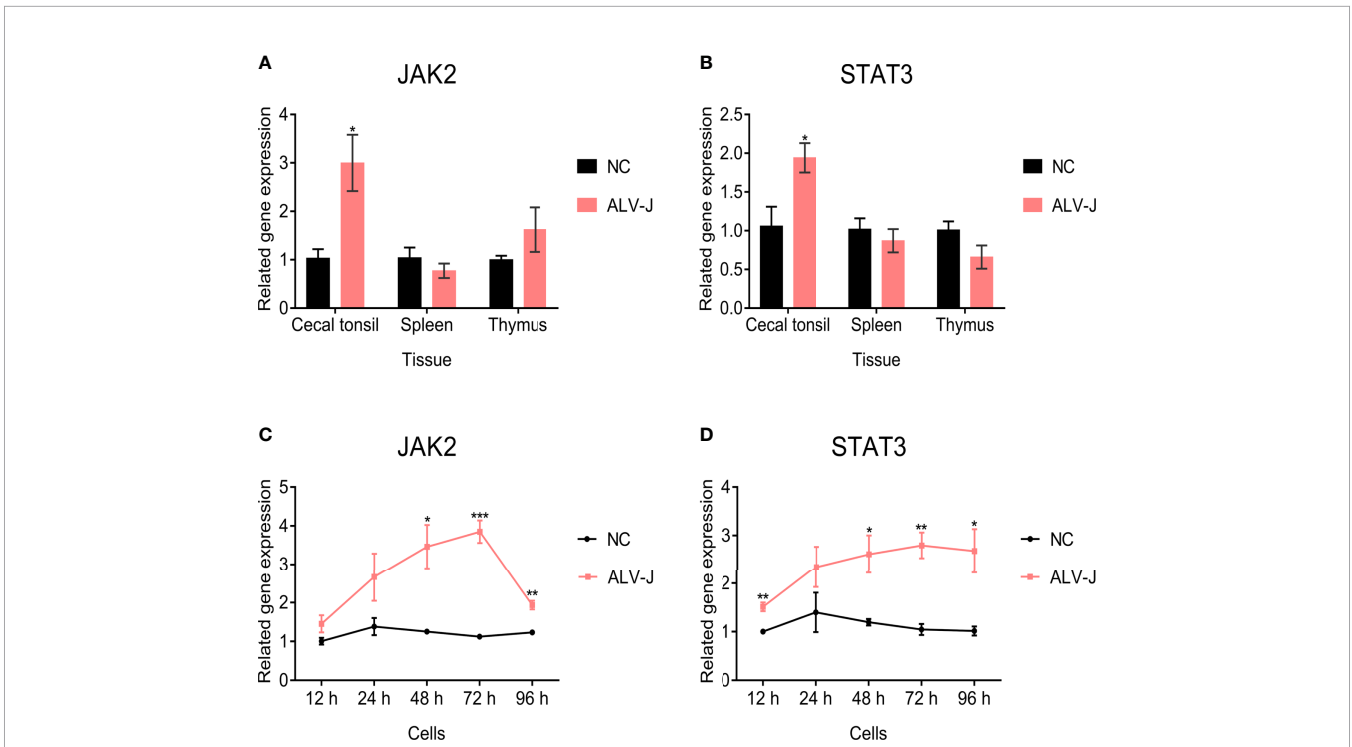 A
JAK2
Related gene expression
4
3
2
1
0
*
Cecal tonsil Spleen Thymus
Tissue
NC
ALV-J
B
STAT3
Related gene expression
2.5
2.0
1.5
1.0
0.5
0.0
*
Cecal tonsil Spleen Thymus
Tissue
NC
ALV-J
C
JAK2
Related gene expression
5
4
3
2
1
0
* *** **
12 h 24 h 48 h 72 h 96 h
Cells
NC
ALV-J
D
STAT3
Related gene expression
4
3
2
1
0
** * ** *
12 h 24 h 48 h 72 h 96 h
Cells
NC
ALV-J